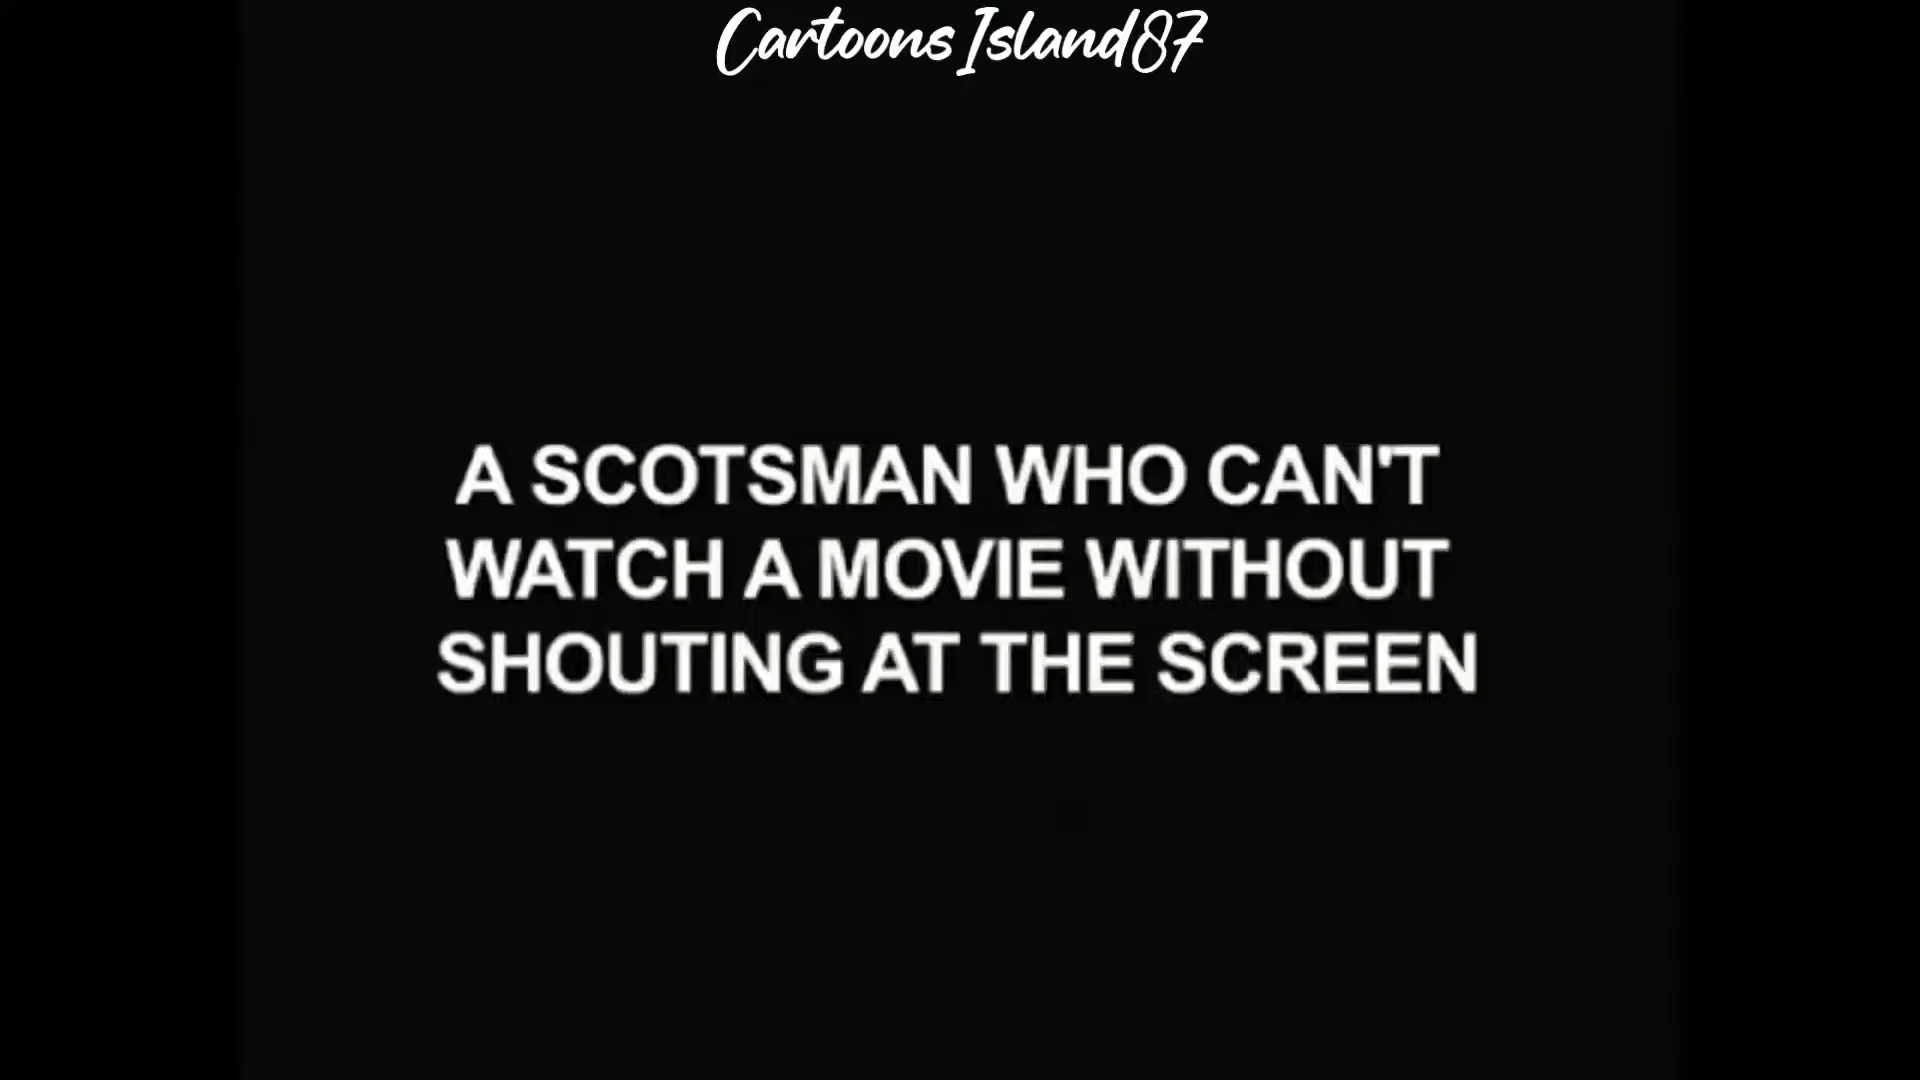 Cartoons Island87
A SCOTSMAN WHO CAN'T
WATCH A MOVIE WITHOUT
SHOUTING AT THE SCREEN